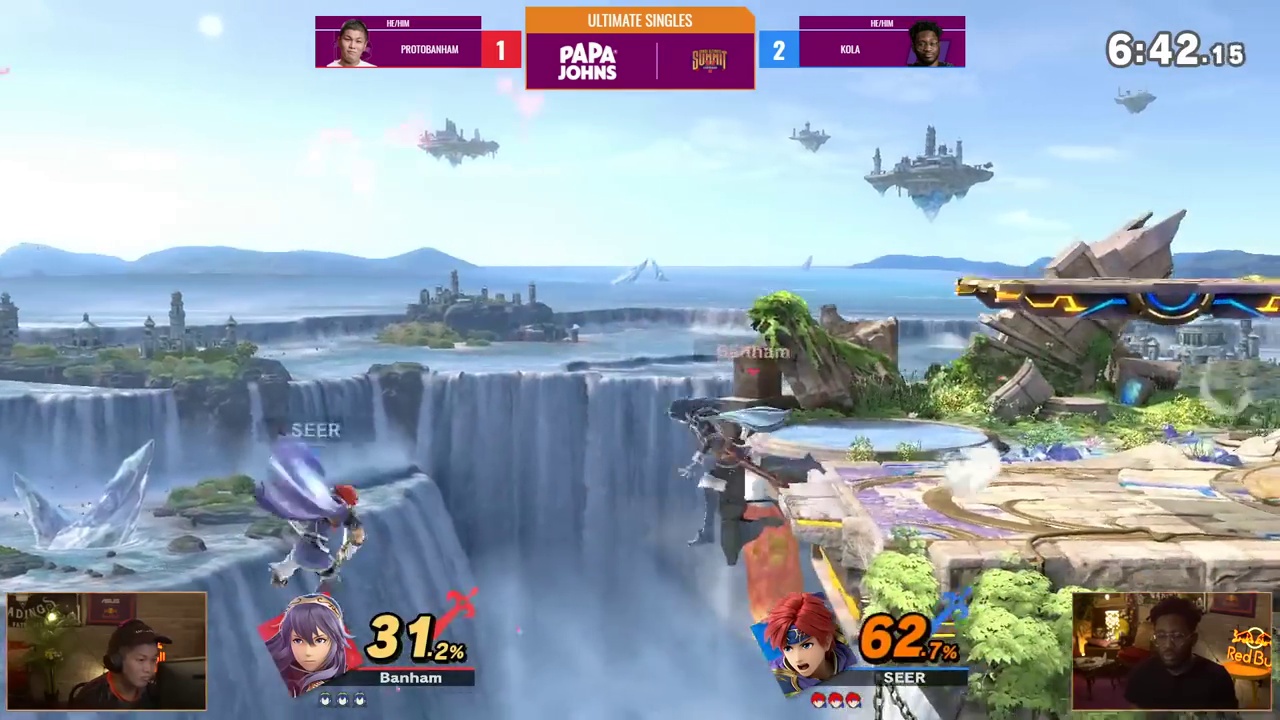 HE/HIM
PROTOBANHAM
1
ULTIMATE SINGLES
PAPA JOHNS
SUMMIT
2
HE/HIM
KOLA
6:42.15
Banham
SEER
31.2%
Banham
62.7%
SEER
ASUS
Red Bu